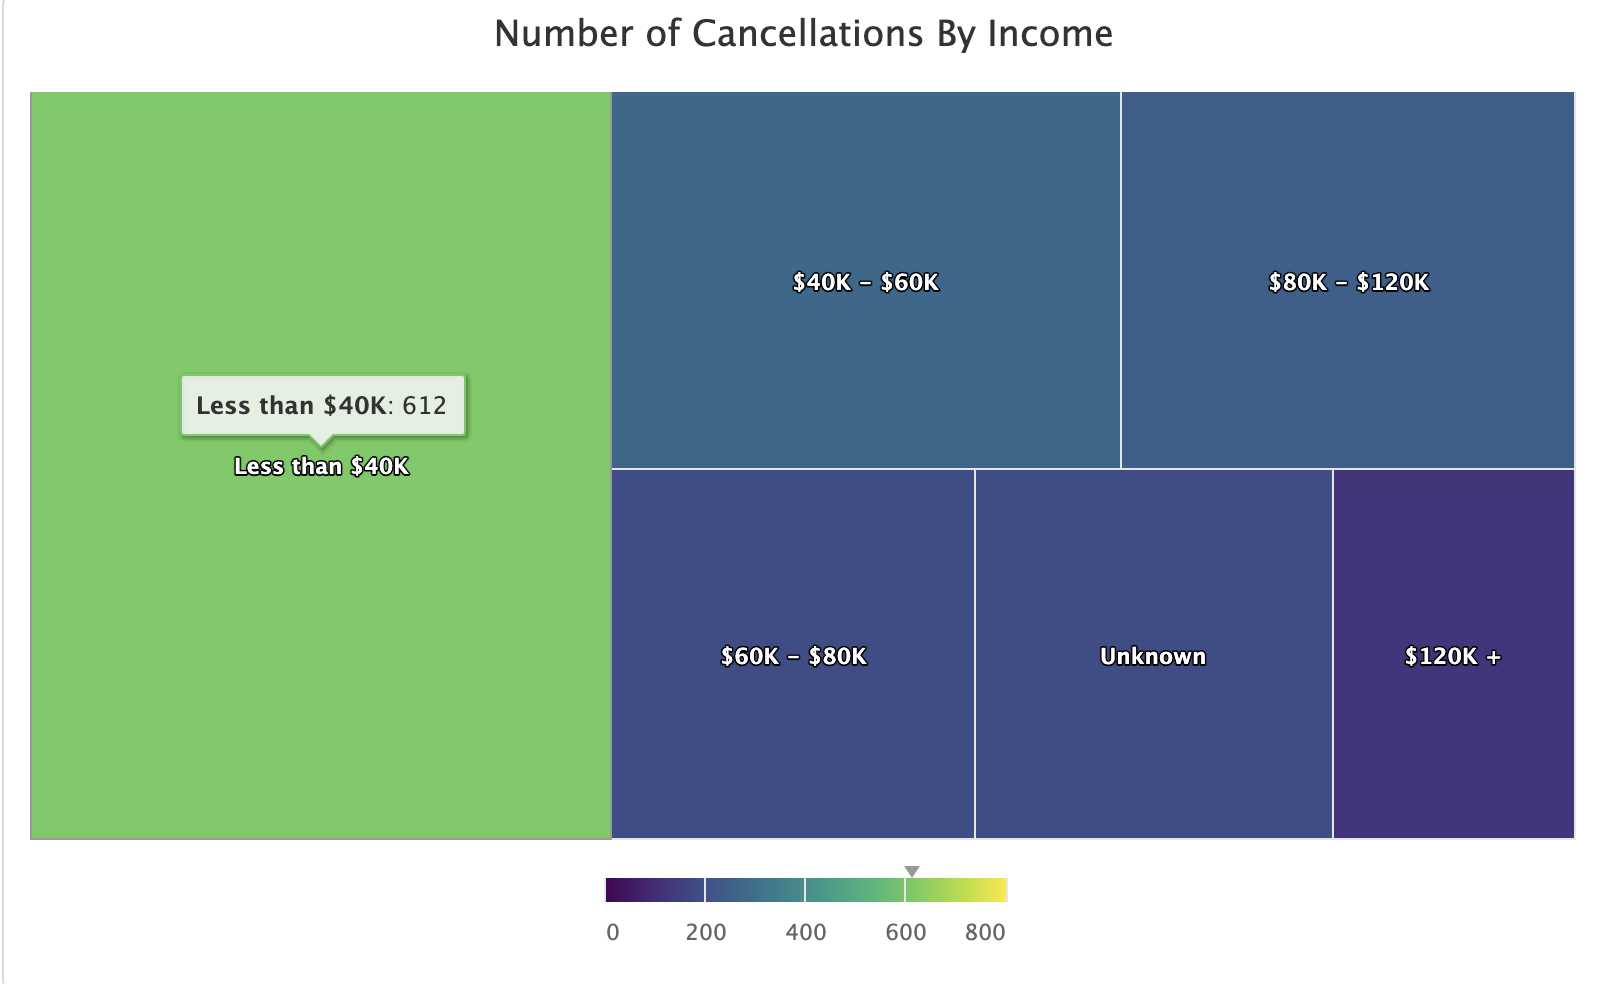 Number of Cancellations By Income
$40K – $60K
$80K – $120K
Less than $40K: 612
Less than $40K
$60K – $80K
Unknown
$120K +
0 200 400 600 800